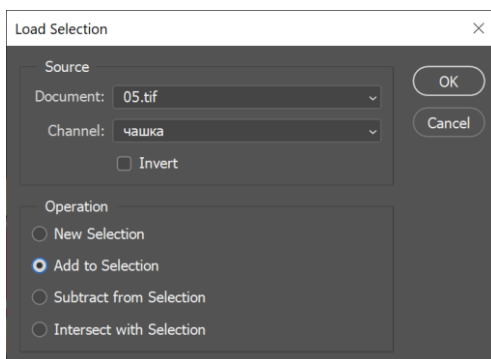 Load Selection
Source
Document: 05.tif
Channel: чашка
Invert
OK
Cancel
Operation
New Selection
Add to Selection
Subtract from Selection
Intersect with Selection